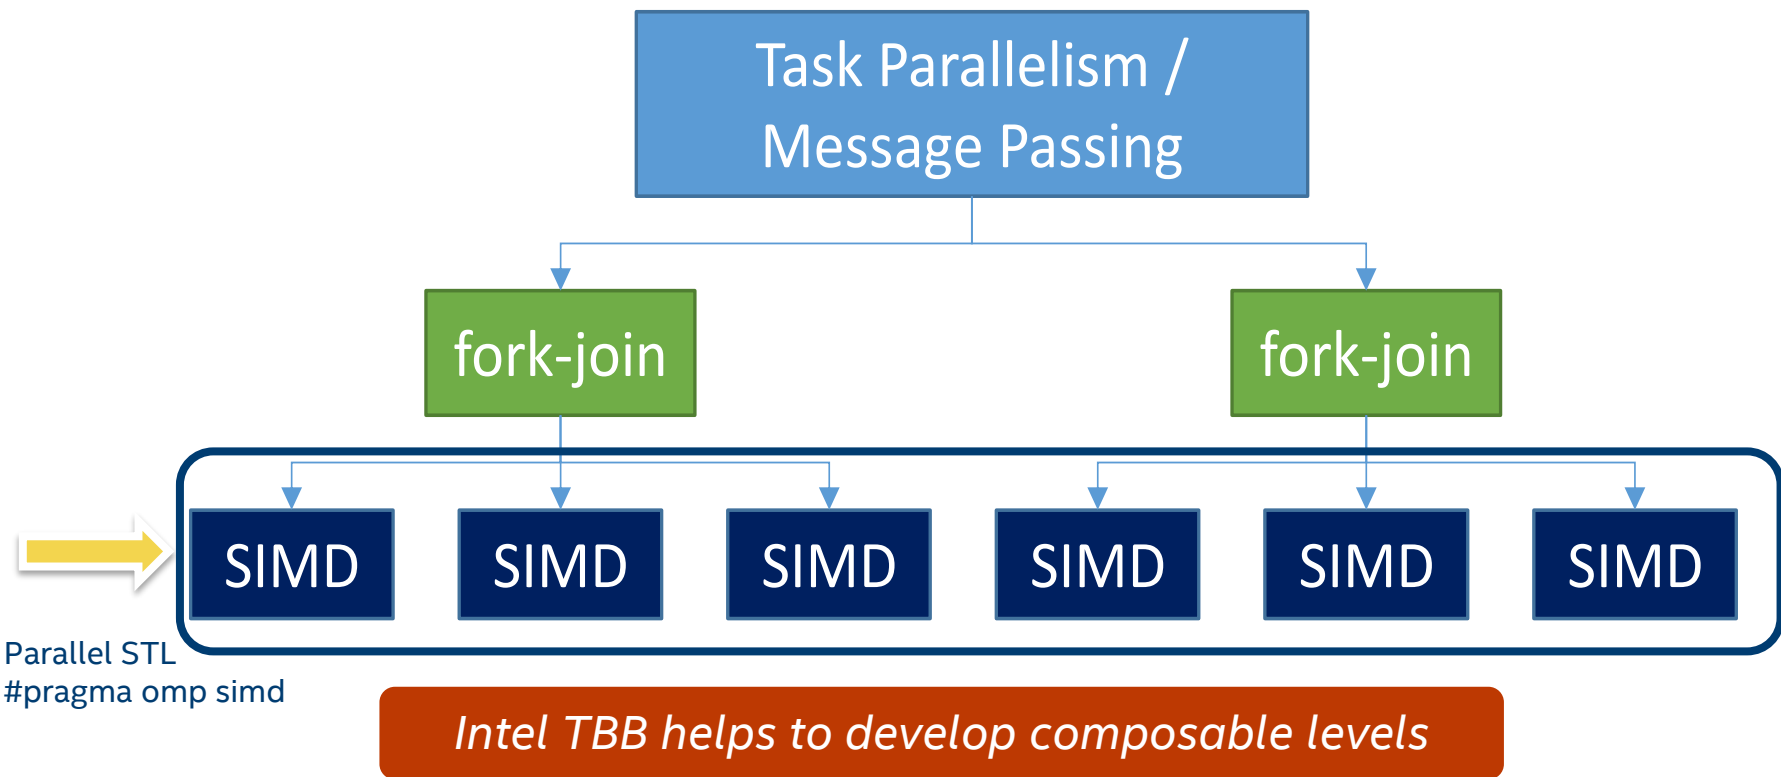 Task Parallelism /
Message Passing
fork-join
fork-join
SIMD
SIMD
SIMD
SIMD
SIMD
SIMD
Parallel STL
#pragma omp simd
Intel TBB helps to develop composable levels